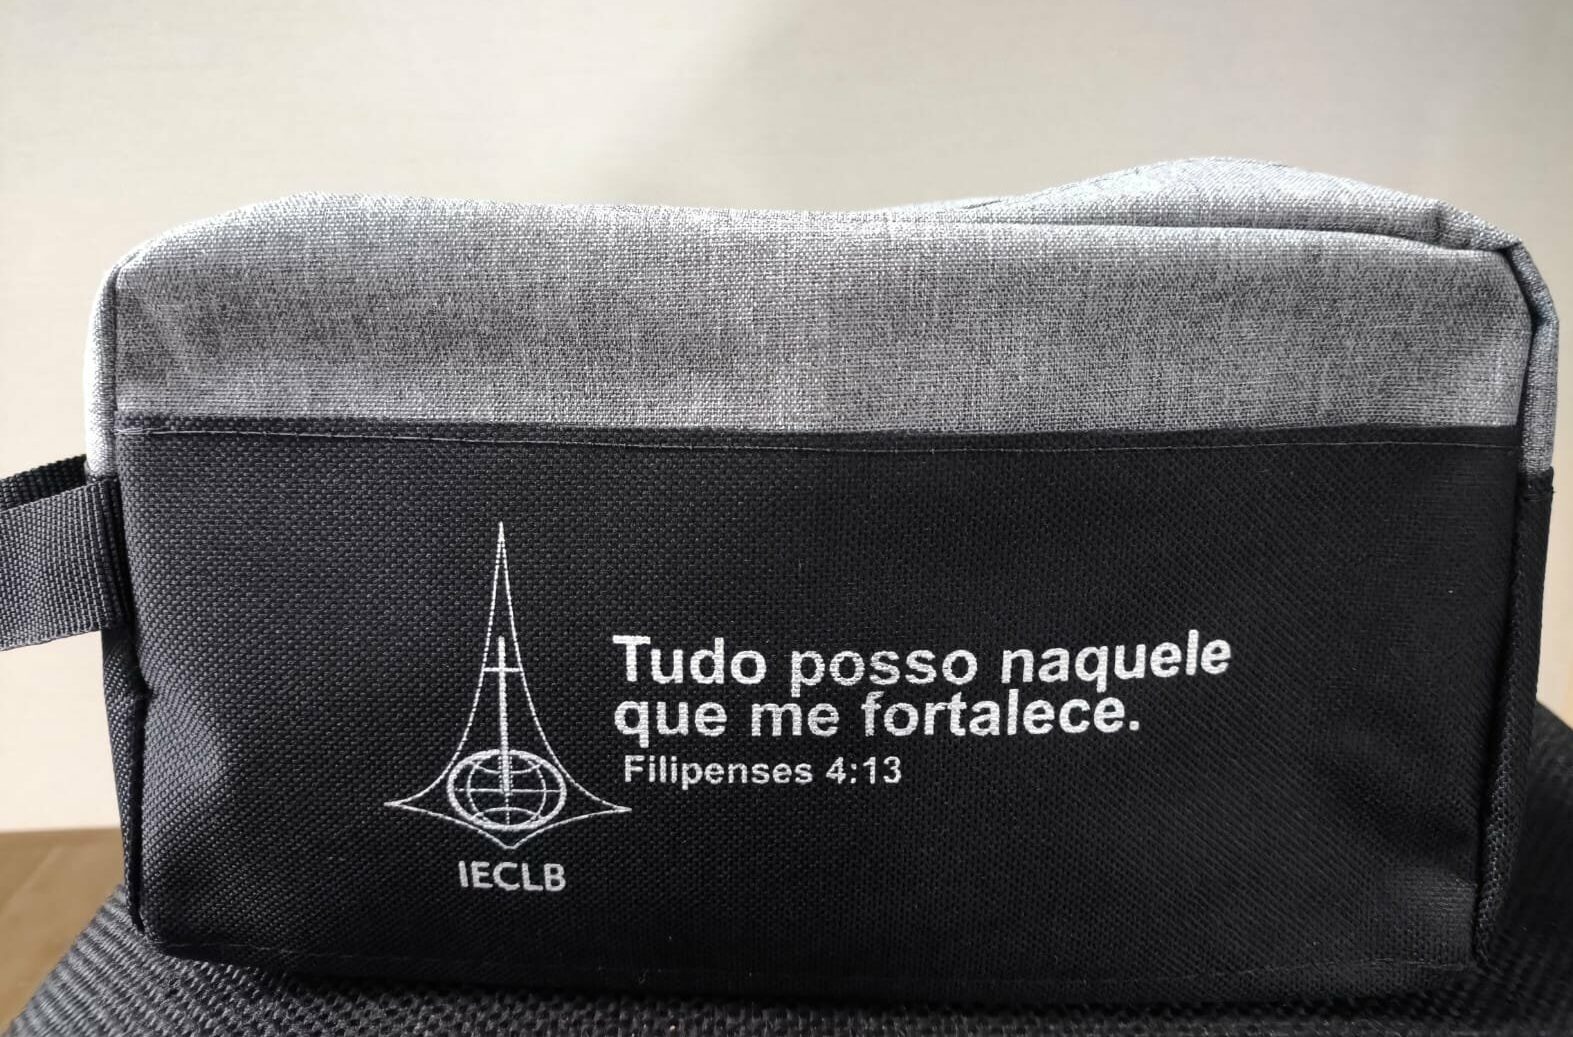 Tudo posso naquele
que me fortalece.
Filipenses 4:13
IECLB